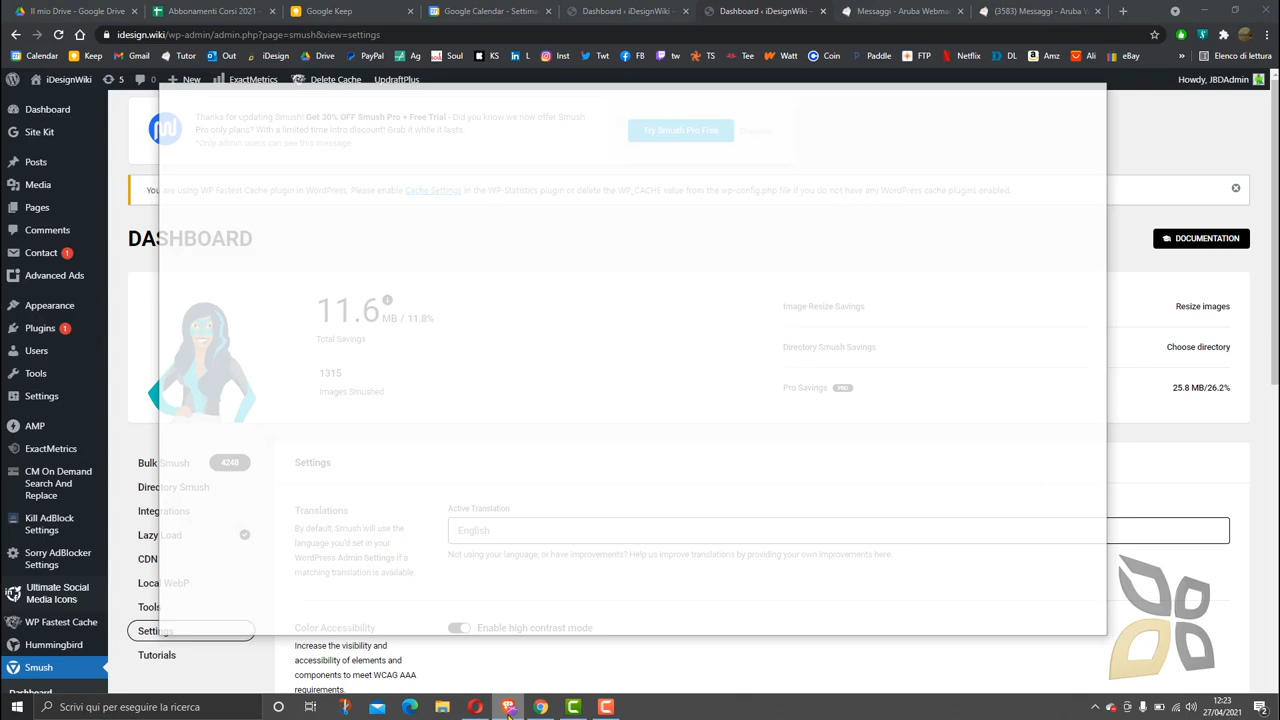 Il mio Drive - Google Drive
Abbonamenti Corsi 2021 -
Google Keep
Google Calendar - Settima
Dashboard ‹ iDesignWiki -
Dashboard ‹ iDesignWiki -
Messaggi - Aruba Webma
(5383) Messaggi - Aruba W
idesign.wiki/wp-admin/admin.php?page=smush&view=settings
Calendar
Keep
Gmail
Amaz
Tutor
iDesign
Drive
PayPal
Ag
Soul
KS
in L
Inst
Twt
FB
tw
TS
Tee
Watt
Coin
Paddle
FTP
Netflix
DL
Amz
Ali
eBay
Elenco di lettura
iDesignWiki
5
0
New
ExactMetrics
Delete Cache
UpdraftPlus
Howdy, JBDAdmin
Dashboard
Site Kit
Posts
Media
Pages
Comments
Contact 1
Advanced Ads
Appearance
Plugins 1
Users
Tools
Settings
AMP
ExactMetrics
CM On Demand
Search And
Replace
Kill AdBlock
Settings
Sorry AdBlocker
Settings
Ultimate Social
Media Icons
WP Fastest Cache
Hummingbird
Smush
Dashboard
Thanks for updating Smush! Get 30% OFF Smush Pro + Free Trial - Did you know we now offer Smush
Pro only plans? With a limited time intro discount! Grab it while it lasts.
*Only admin users can see this message
Try Smush Pro Free
Dismiss
You are using WP Fastest Cache plugin in WordPress, Please enable Cache Settings in the WP-Statistics plugin or delete the WP_CACHE value from the wp-config.php file if you do not have any WordPress cache plugins enabled.
DASHBOARD
DOCUMENTATION
11.6 MB / 11.8%
Total Savings
1315
Images Smushed
Image Resize Savings
Resize images
Directory Smush Savings
Choose directory
Pro Savings PRO
25.8 MB/26.2%
Bulk Smush 4248
Directory Smush
Integrations
Lazy Load
CDN
Local WebP
Tools
Settings
Tutorials
Settings
Translations
By default, Smush will use the
language you'd set in your
WordPress Admin Settings if a
matching translation is available.
Active Translation
English
Not using your language, or have improvements? Help us improve translations by providing your own improvements here.
Color Accessibility
Increase the visibility and
accessibility of elements and
components to meet WCAG AAA
requirements.
Enable high contrast mode
Scrivi qui per eseguire la ricerca
12:23
27/04/2021
2